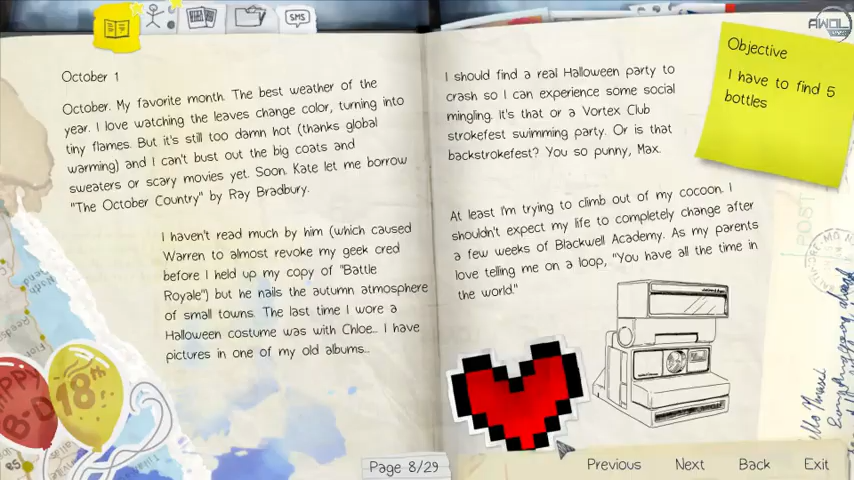 SMS
AWOL
October 1
October. My favorite month. The best weather of the
year. I love watching the leaves change color, turning into
tiny flames. But it's still too damn hot (thanks global
warming) and I can't bust out the big coats and
sweaters or scary movies yet. Soon. Kate let me borrow
"The October Country" by Ray Bradbury.
I haven't read much by him (which caused
Warren to almost revoke my geek cred
before I held up my copy of "Battle
Royale") but he nails the autumn atmosphere
of small towns. The last time I wore a
Halloween costume was with Chloe... I have
pictures in one of my old albums...
I should find a real Halloween party to
crash so I can experience some social
mingling. It's that or a Vortex Club
strokefest swimming party. Or is that
backstrokefest? You so punny, Max.
At least I'm trying to climb out of my cocoon. I
shouldn't expect my life to completely change after
a few weeks of Blackwell Academy. As my parents
love telling me on a loop, "You have all the time in
the world."
Objective
I have to find 5
bottles
POST
HAPPY
B-D
18th
Page 8/29
Previous
Next
Back
Exit